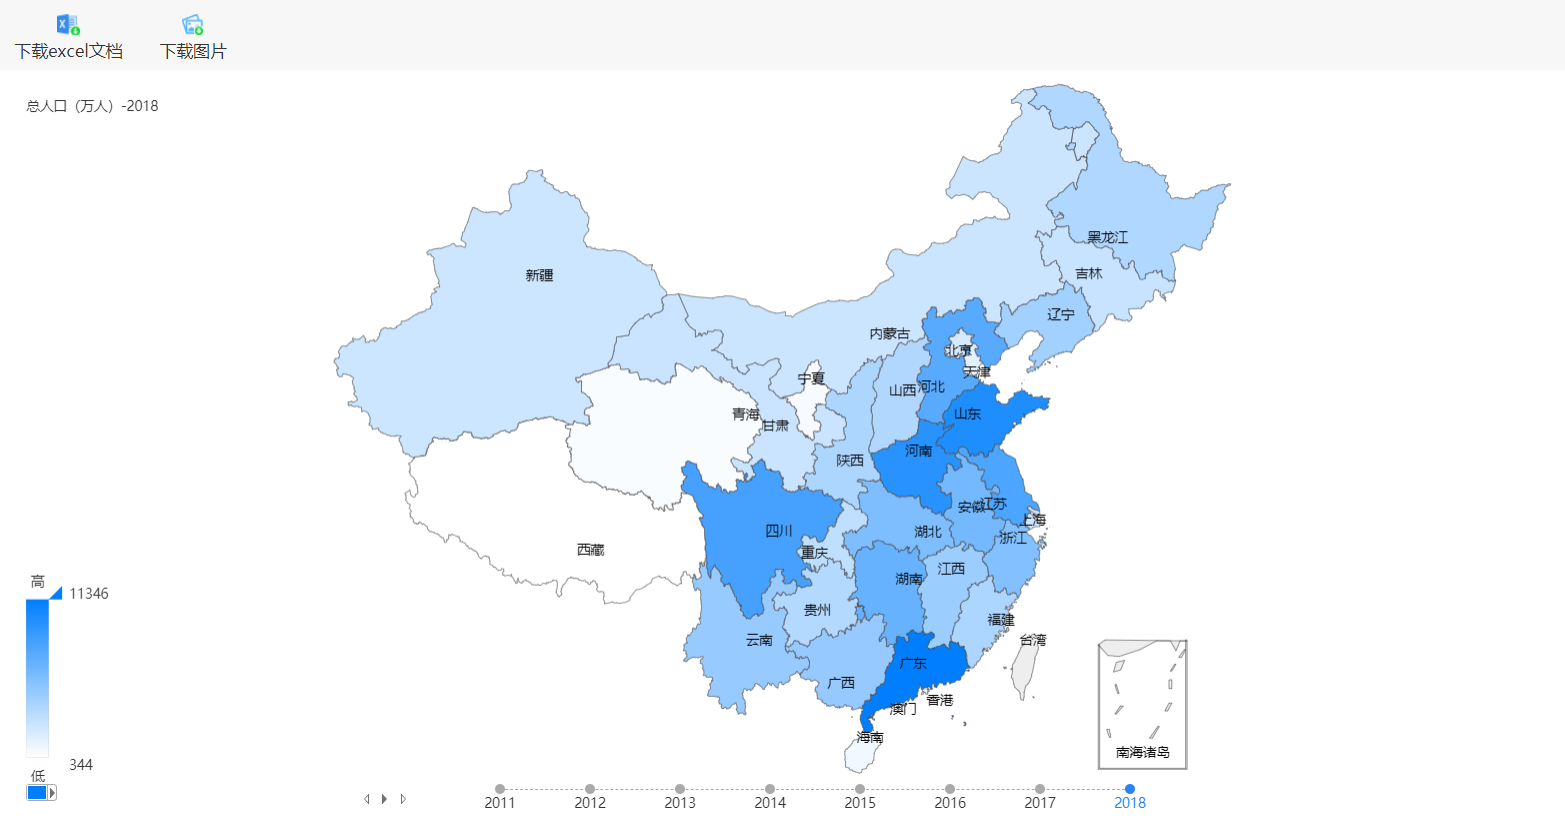 下载excel文档
下载图片
总人口（万人）-2018
黑龙江
新疆
吉林
辽宁
内蒙古
北京
天津
宁夏
山西
河北
青海
甘肃
山东
河南
陕西
安徽
江苏
上海
四川
湖北
浙江
西藏
重庆
江西
湖南
高
11346
贵州
福建
云南
台湾
广东
广西
香港
澳门
海南
南海诸岛
344
低
2011
2012
2013
2014
2015
2016
2017
2018